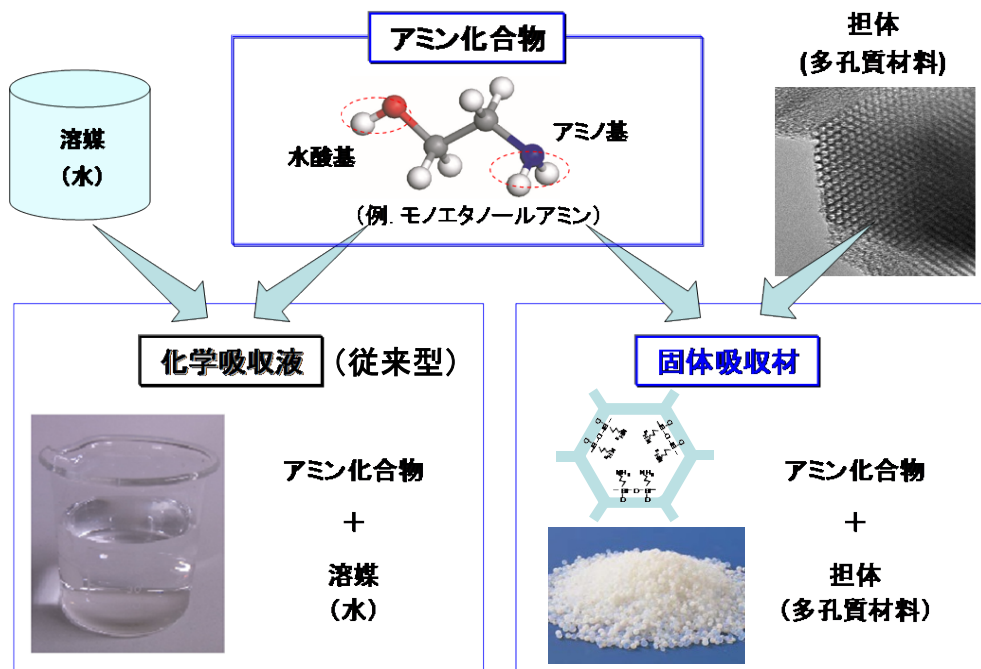 アミン化合物
担体
(多孔質材料)
溶媒
（水）
水酸基
アミノ基
（例. モノエタノールアミン）
化学吸収液（従来型）
固体吸収材
アミン化合物
＋
溶媒
（水）
アミン化合物
＋
担体
（多孔質材料）